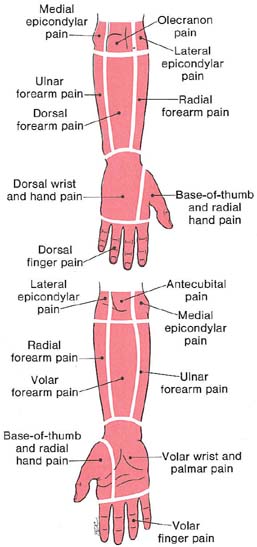 Medial
epicondylar
pain
Olecranon
pain
Lateral
epicondylar
pain
Ulnar
forearm pain
Dorsal
forearm pain
Radial
forearm pain
Dorsal wrist
and hand pain
Base-of-thumb
and radial
hand pain
Dorsal
finger pain
Lateral
epicondylar
pain
Antecubital
pain
Medial
epicondylar
pain
Radial
forearm pain
Volar
forearm pain
Ulnar
forearm pain
Base-of-thumb
and radial
hand pain
Volar wrist and
palmar pain
Volar
finger pain